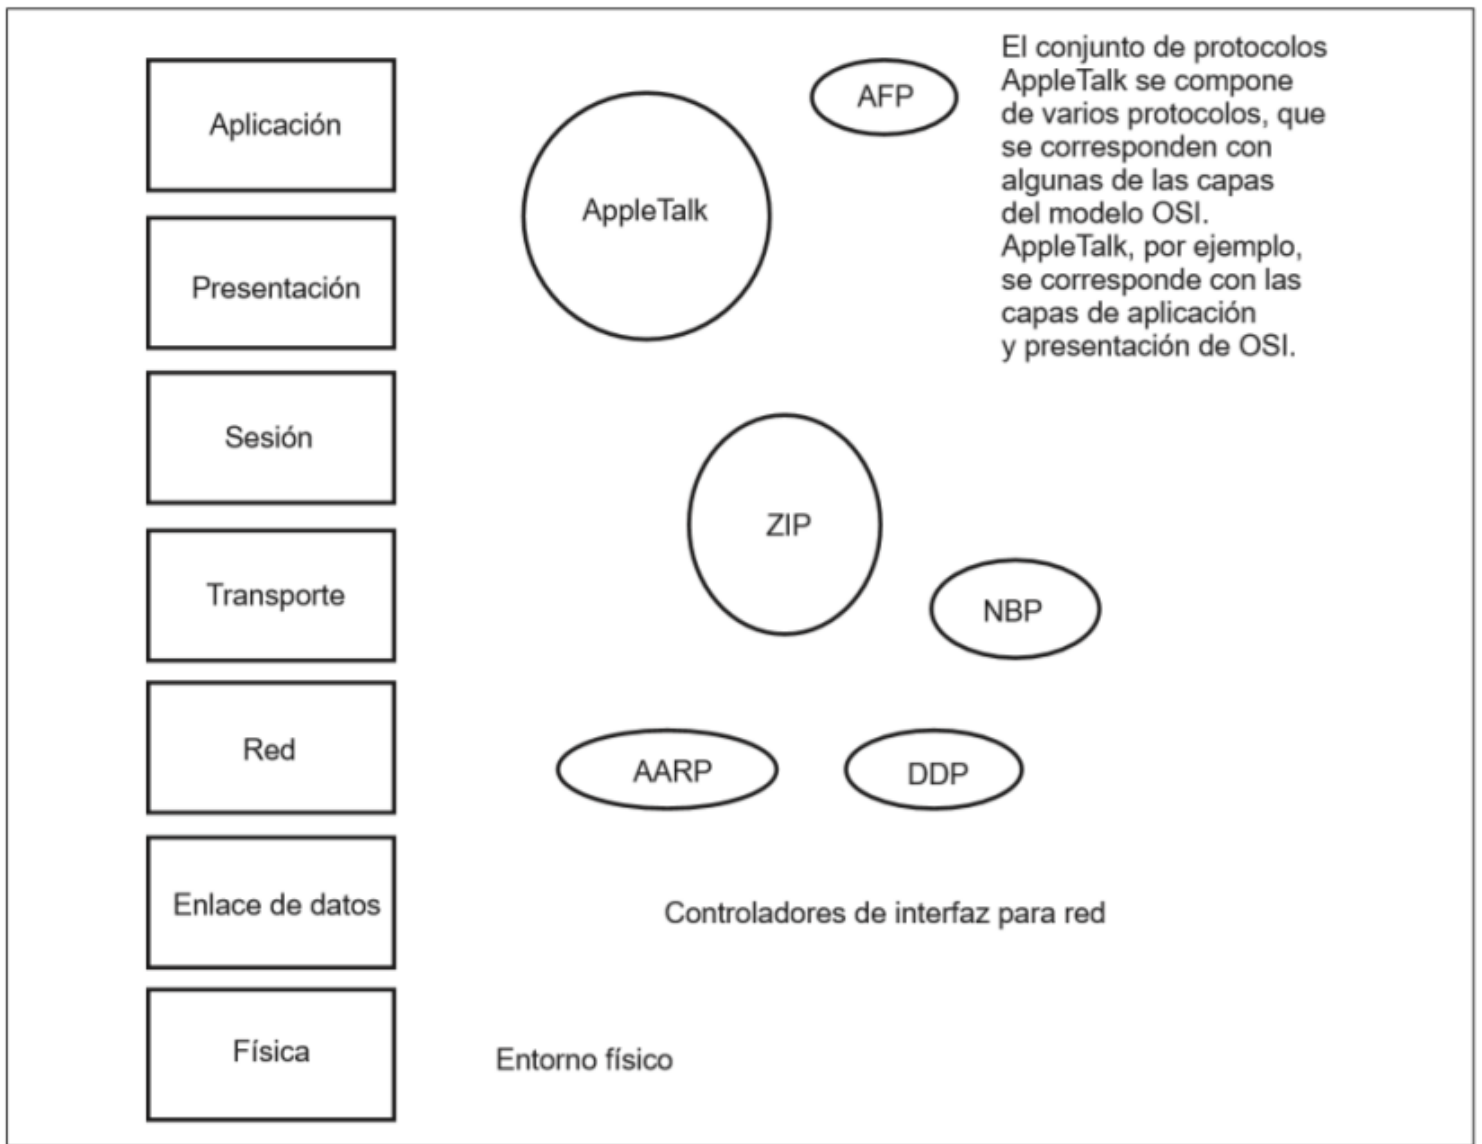 Aplicación
AppleTalk
AFP
El conjunto de protocolos
AppleTalk se compone
de varios protocolos, que
se corresponden con
algunas de las capas
del modelo OSI.
AppleTalk, por ejemplo,
se corresponde con las
capas de aplicación
y presentación de OSI.
Presentación
Sesión
ZIP
Transporte
NBP
Red
AARP
DDP
Enlace de datos
Controladores de interfaz para red
Física
Entorno físico